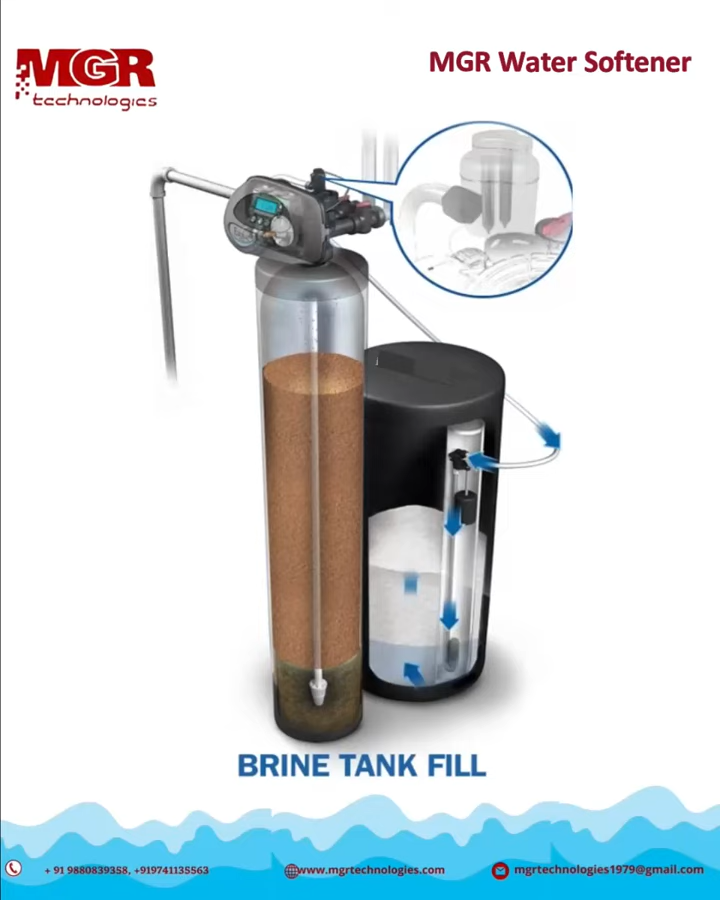 MGR
technologies
MGR Water Softener
BRINE TANK FILL
+ 91 9880839358, +919741135563
www.mgrtechnologies.com
mgrtechnologies1979@gmail.com